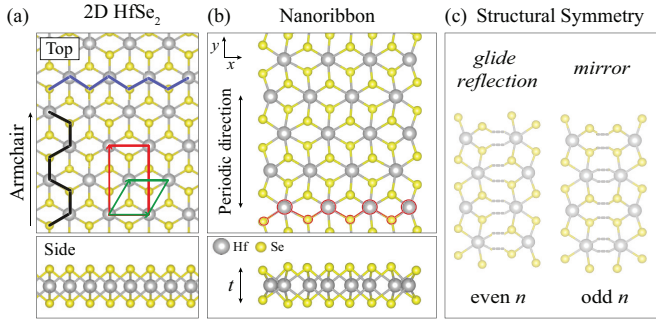 (a) 2D HfSe2
Top
Armchair
Side
(b) Nanoribbon
y
x
Periodic direction
Hf Se
t
(c) Structural Symmetry
glide
reflection
mirror
even n
odd n